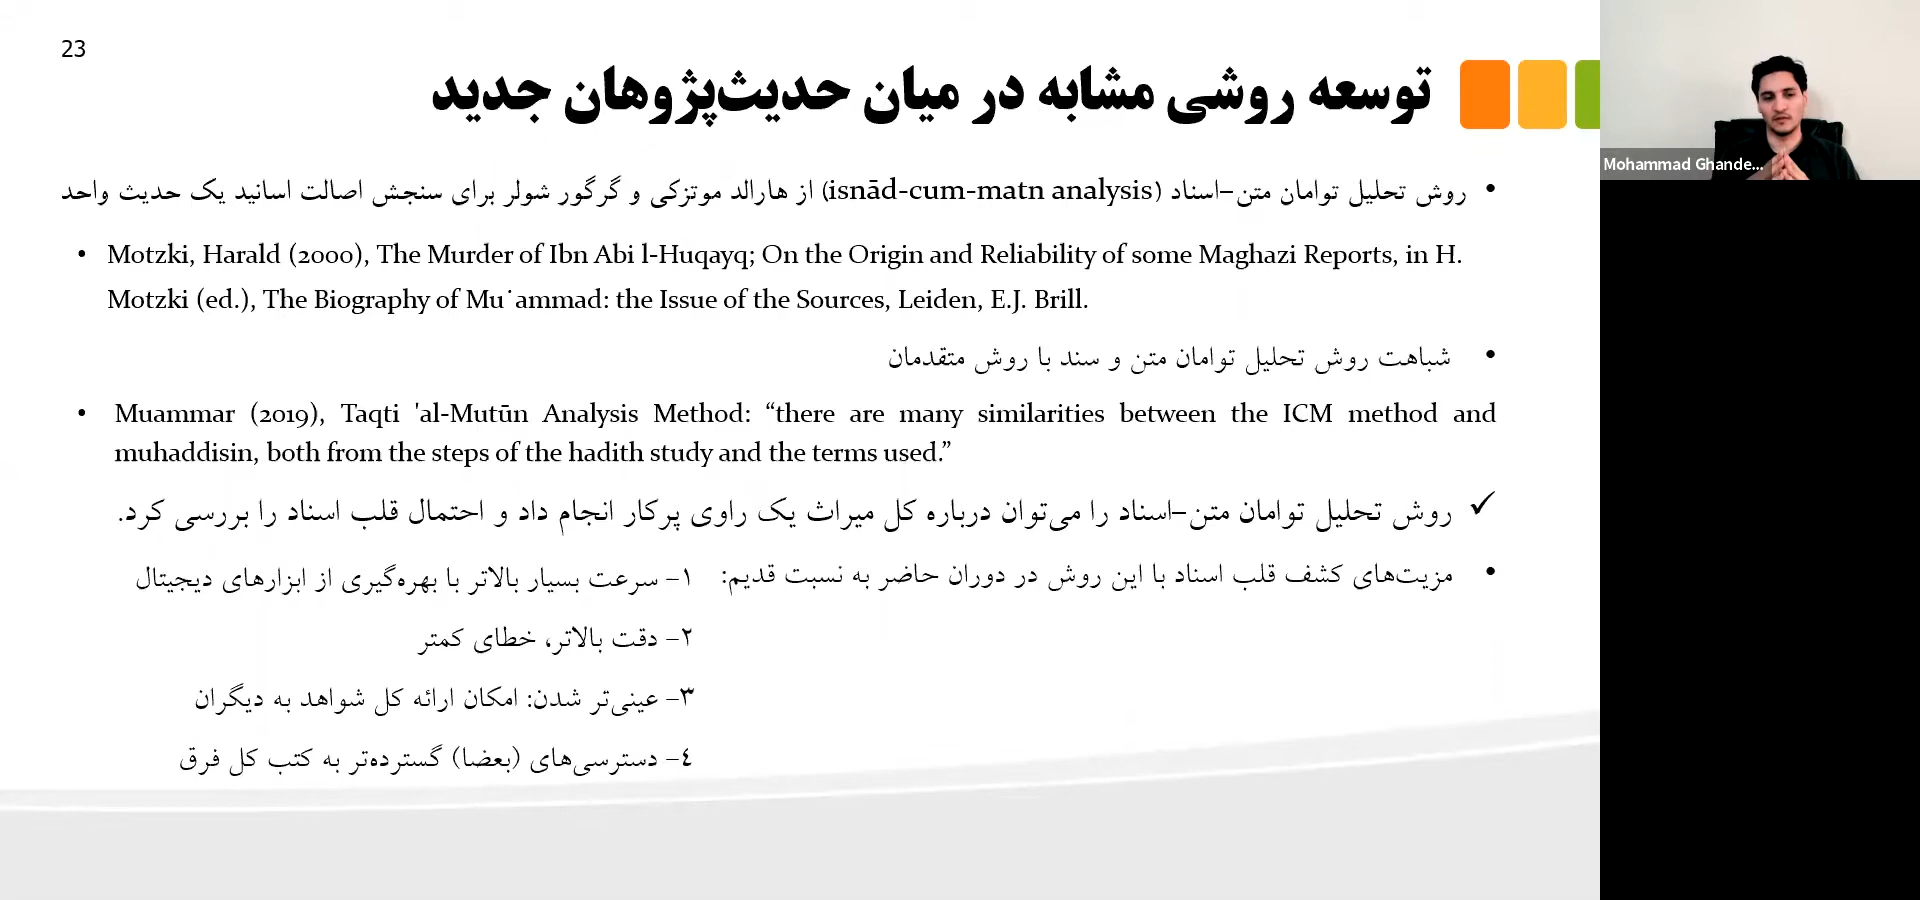 23
توسعه روشی مشابه در میان حدیث‌پژوهان جدید
Mohammad Ghande...
• روش تحلیل توامان متن–اسناد (isnād-cum-matn analysis) از هارالد موتزکی و گرگور شولر برای سنجش اصالت اسانید یک حدیث واحد
• Motzki, Harald (2000), The Murder of Ibn Abi l-Huqayq; On the Origin and Reliability of some Maghazi Reports, in H.
Motzki (ed.), The Biography of Mu˙ammad: the Issue of the Sources, Leiden, E.J. Brill.
• شباهت روش تحلیل توامان متن و سند با روش متقدمان
• Muammar (2019), Taqti 'al-Mutūn Analysis Method: “there are many similarities between the ICM method and
muhaddisin, both from the steps of the hadith study and the terms used.”
✓ روش تحلیل توامان متن–اسناد را می‌توان درباره کل میراث یک راوی پرکار انجام داد و احتمال قلب اسناد را بررسی کرد.
• مزیت‌های کشف قلب اسناد با این روش در دوران حاضر به نسبت قدیم: ۱– سرعت بسیار بالاتر با بهره‌گیری از ابزارهای دیجیتال
۲– دقت بالاتر، خطای کمتر
۳– عینی‌تر شدن: امکان ارائه کل شواهد به دیگران
٤– دسترسی‌های (بعضا) گسترده‌تر به کتب کل فرق